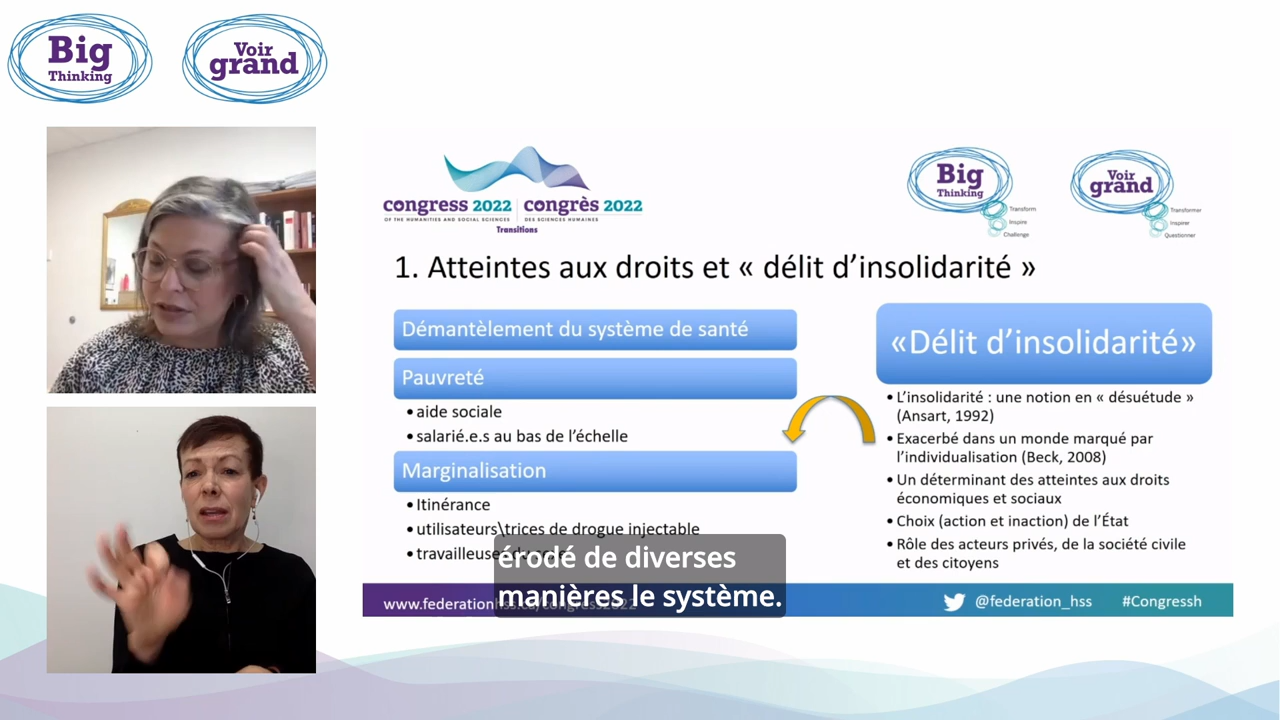 Big
Thinking
Voir
grand
congress 2022
OF THE HUMANITIES AND SOCIAL SCIENCES
congrès 2022
DES SCIENCES HUMAINES
Transitions
Big
Thinking
Transform
Inspire
Challenge
Voir
grand
Transformer
Inspirer
Questionner
1. Atteintes aux droits et « délit d’insolidarité »
Démantèlement du système de santé
Pauvreté
• aide sociale
• salarié.e.s au bas de l’échelle
Marginalisation
• Itinérance
• utilisateurs\trices de drogue injectable
• travailleuses
«Délit d’insolidarité»
• L’insolidarité : une notion en « désuétude »
(Ansart, 1992)
• Exacerbé dans un monde marqué par
l’individualisation (Beck, 2008)
• Un déterminant des atteintes aux droits
économiques et sociaux
• Choix (action et inaction) de l’État
• Rôle des acteurs privés, de la société civile
et des citoyens
érodé de diverses
manières le système.
www.federationhss.ca/congress2022
@federation_hss
#Congressh